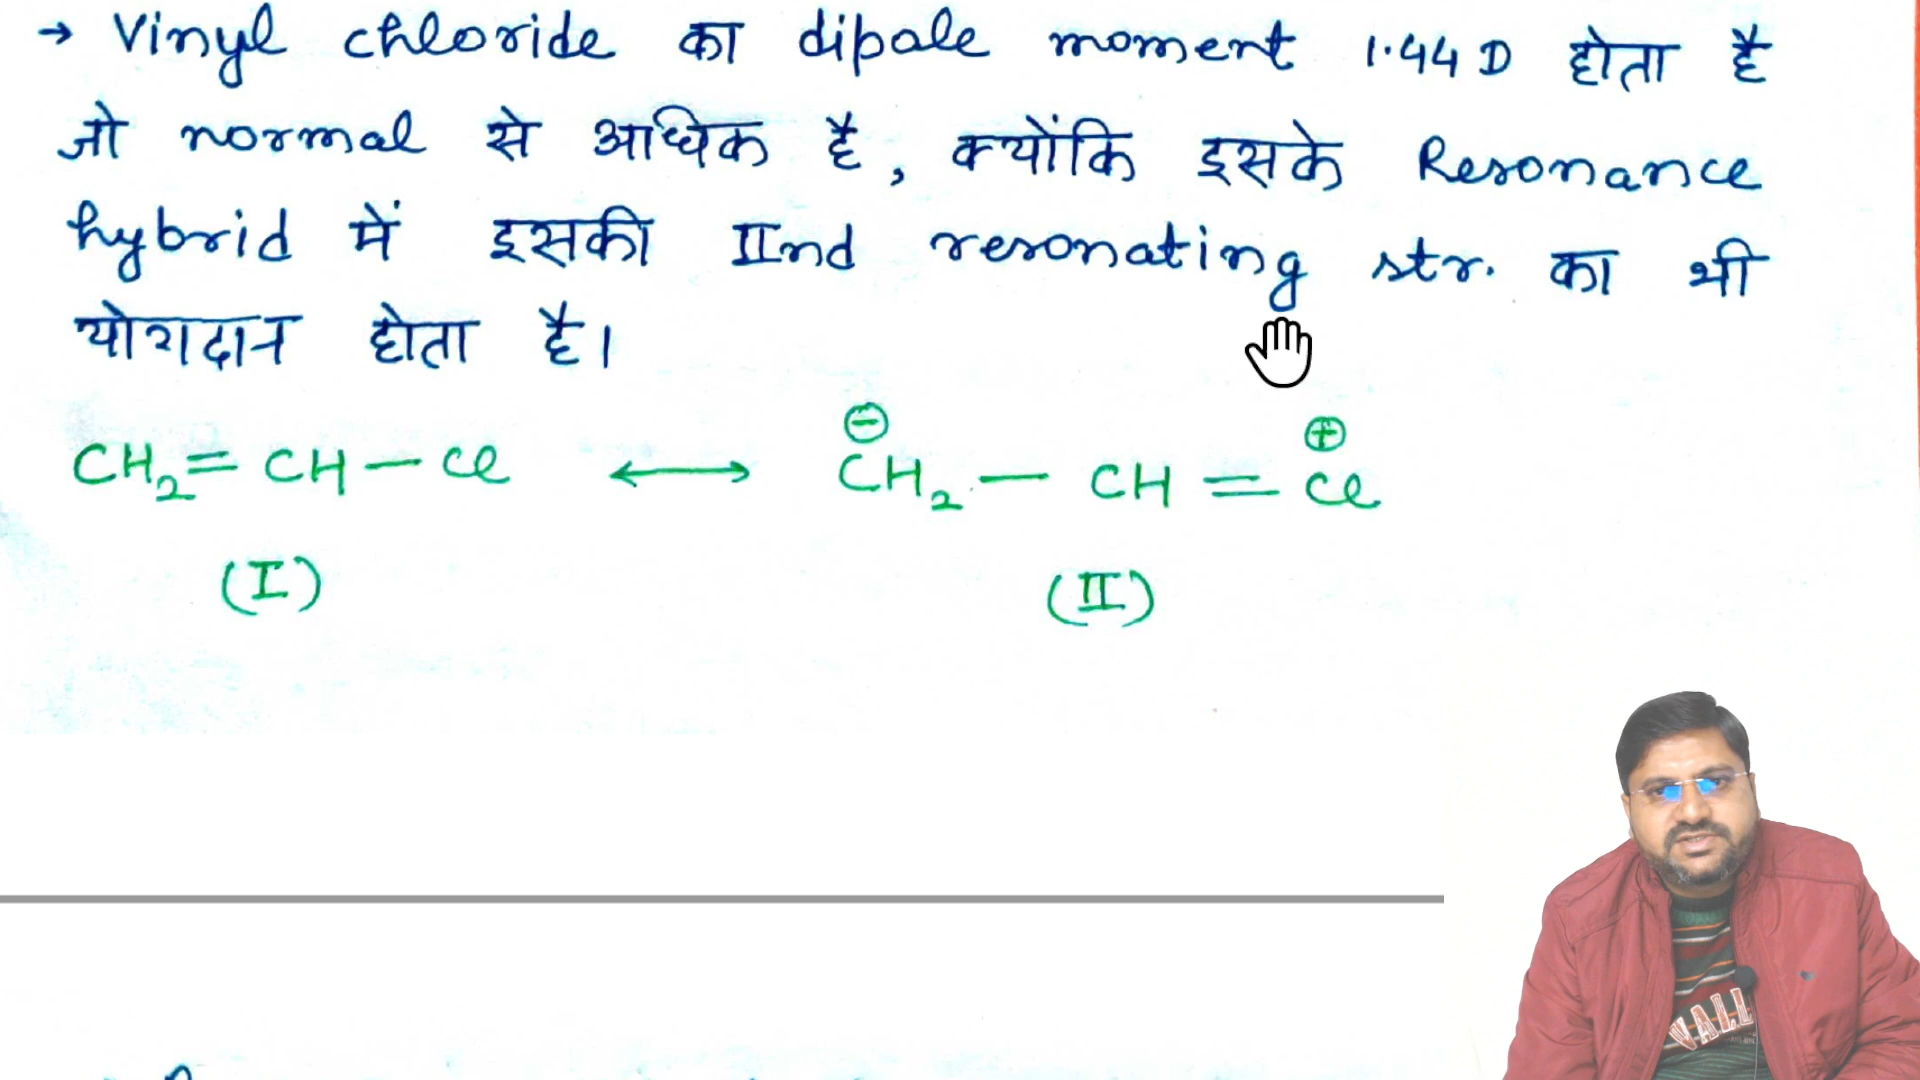 → Vinyl chloride का dipole moment 1.44 D होता है
जो normal से अधिक है, क्योंकि इसके Resonance
hybrid में इसकी IInd resonating str. का भी
योगदान होता है।
CH₂ = CH – Cl ⟷ CH₂⊖ – CH = Cl⊕
(I) (II)
WALL